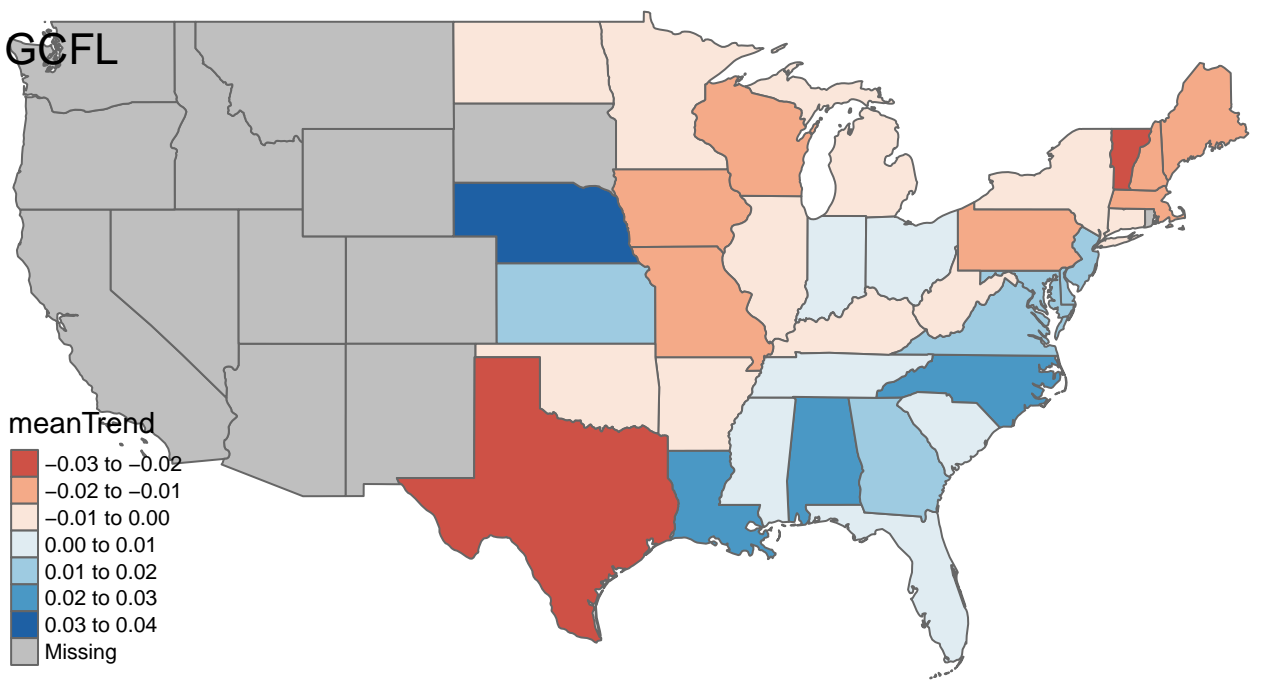 GCFL
meanTrend
−0.03 to −0.02
−0.02 to −0.01
−0.01 to 0.00
0.00 to 0.01
0.01 to 0.02
0.02 to 0.03
0.03 to 0.04
Missing